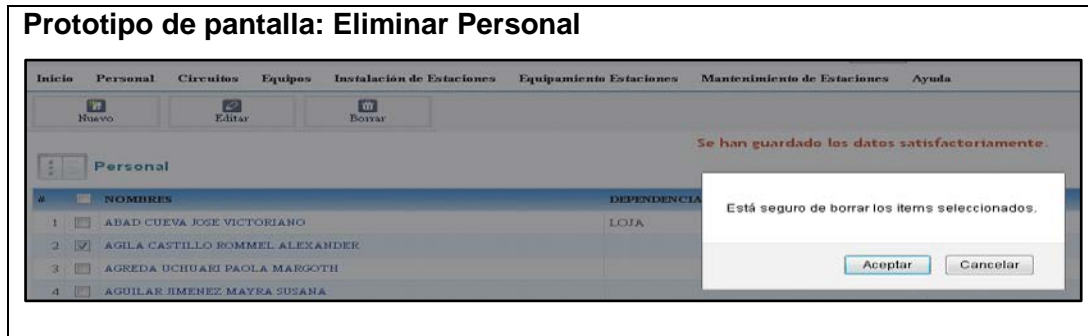 Prototipo de pantalla: Eliminar Personal
Inicio Personal Circuitos Equipos Instalación de Estaciones Equipamiento Estaciones Mantenimiento de Estaciones Ayuda
Nuevo Editar Borrar
Se han guardado los datos satisfactoriamente.
Personal
# NOMBRES DEPENDENCIA
Está seguro de borrar los items seleccionados.
1 ABAD CUEVA JOSE VICTORIANO LOJA
2 AGILA CASTILLO ROMMEL ALEXANDER
3 AGREDA UCHUARI PAOLA MARGOTH
Aceptar Cancelar
4 AGUILAR JIMENEZ MAYRA SUSANA